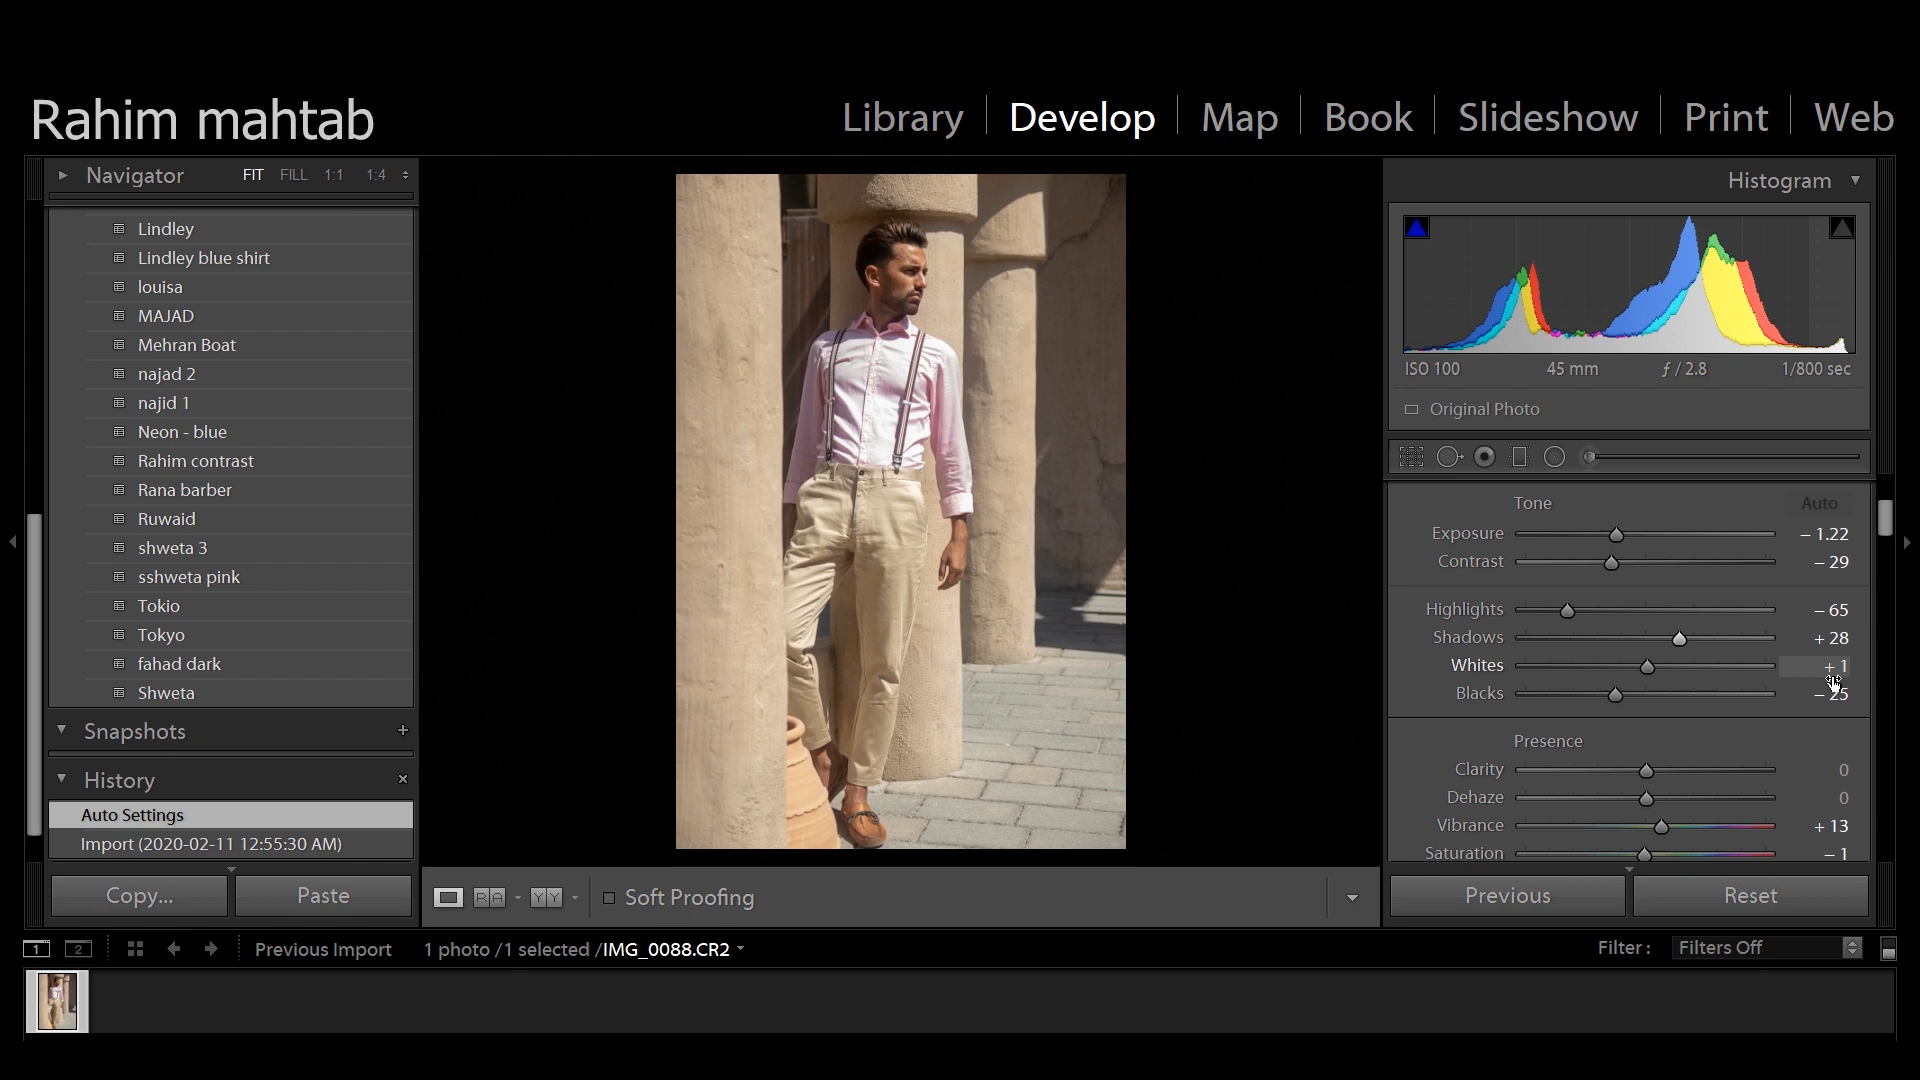 Rahim mahtab
Library
Develop
Map
Book
Slideshow
Print
Web
Navigator
FIT
FILL
1:1
1:4
Lindley
Lindley blue shirt
louisa
MAJAD
Mehran Boat
najad 2
najid 1
Neon - blue
Rahim contrast
Rana barber
Ruwaid
shweta 3
sshweta pink
Tokio
Tokyo
fahad dark
Shweta
Snapshots +
History ×
Auto Settings
Import (2020-02-11 12:55:30 AM)
Copy...
Paste
RA
YY
Soft Proofing
Histogram
ISO 100
45 mm
ƒ / 2.8
1/800 sec
Original Photo
Tone
Auto
Exposure – 1.22
Contrast – 29
Highlights – 65
Shadows + 28
Whites + 1
Blacks – 25
Presence
Clarity 0
Dehaze 0
Vibrance + 13
Saturation – 1
Previous
Reset
1
2
Previous Import
1 photo /1 selected /IMG_0088.CR2
Filter :
Filters Off